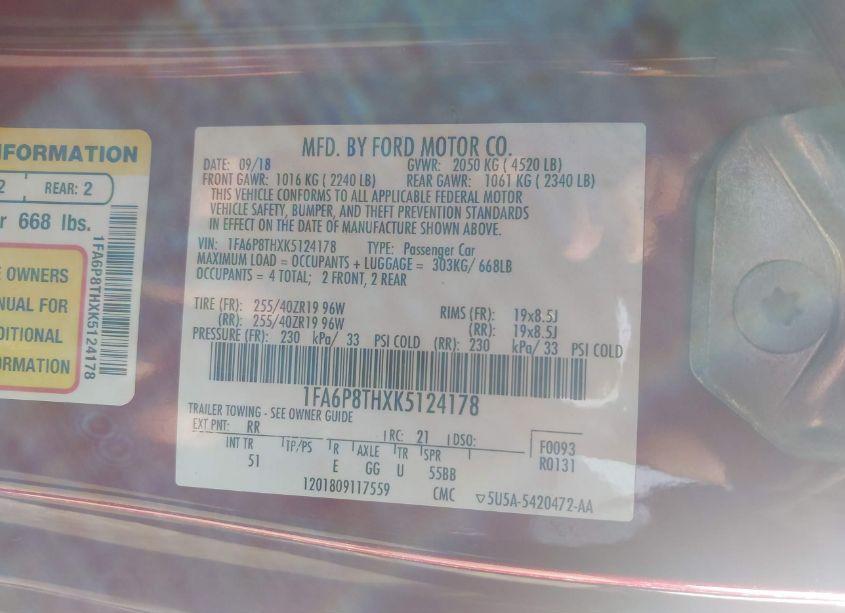 NFORMATION
2 REAR: 2
r 668 lbs.
E OWNERS
NUAL FOR
DITIONAL
ORMATION
1FA6P8THXK5124178
MFD. BY FORD MOTOR CO.
DATE: 09/18 GVWR: 2050 KG ( 4520 LB)
FRONT GAWR: 1016 KG ( 2240 LB) REAR GAWR: 1061 KG ( 2340 LB)
THIS VEHICLE CONFORMS TO ALL APPLICABLE FEDERAL MOTOR
VEHICLE SAFETY, BUMPER, AND THEFT PREVENTION STANDARDS
IN EFFECT ON THE DATE OF MANUFACTURE SHOWN ABOVE.
VIN: 1FA6P8THXK5124178 TYPE: Passenger Car
MAXIMUM LOAD = OCCUPANTS + LUGGAGE = 303KG/ 668LB
OCCUPANTS = 4 TOTAL; 2 FRONT, 2 REAR
TIRE (FR): 255/40ZR19 96W RIMS (FR): 19x8.5J
(RR): 255/40ZR19 96W (RR): 19x8.5J
PRESSURE (FR): 230 kPa/ 33 PSI COLD (RR): 230 kPa/ 33 PSI COLD
1FA6P8THXK5124178
TRAILER TOWING - SEE OWNER GUIDE
EXT PNT: RR RC: 21 DSO: F0093
INT TR TP/PS R AXLE TR SPR R0131
51 E GG U 55BB
1201809117559 CMC ▽5U5A-5420472-AA